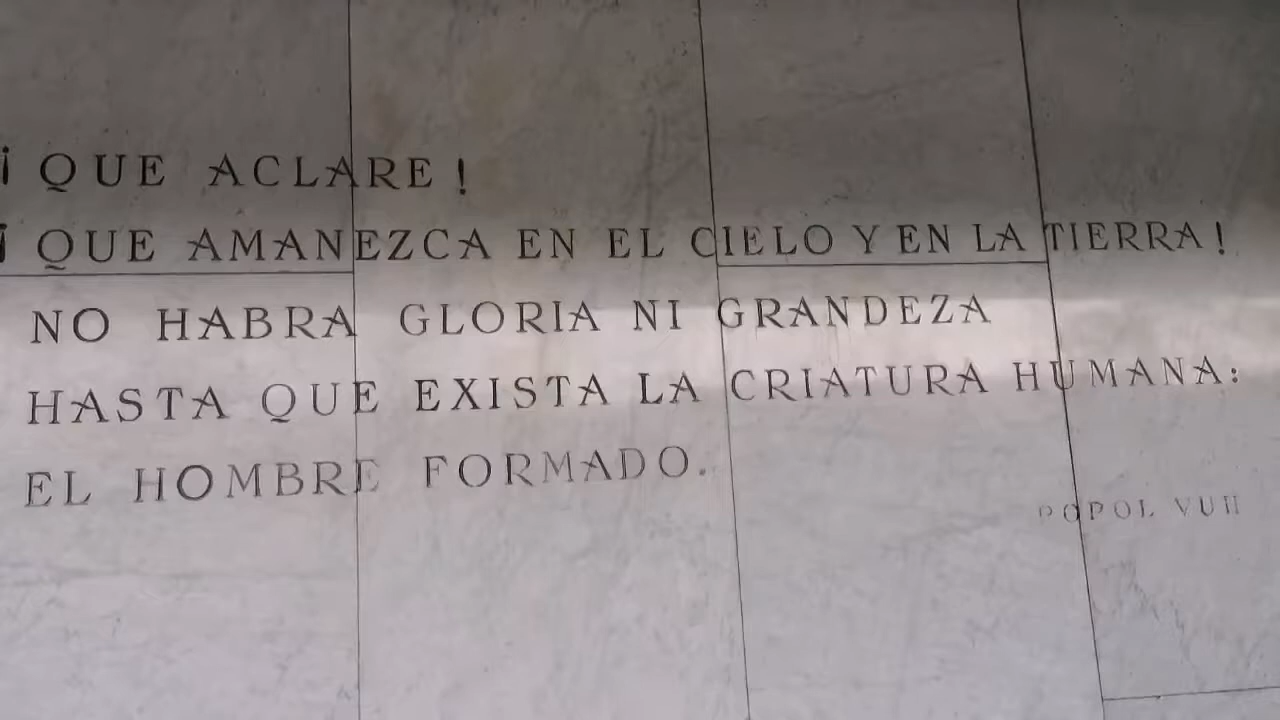 ¡QUE ACLARE!
¡QUE AMANEZCA EN EL CIELO Y EN LA TIERRA!
NO HABRA GLORIA NI GRANDEZA
HASTA QUE EXISTA LA CRIATURA HUMANA:
EL HOMBRE FORMADO.
POPOL VUH